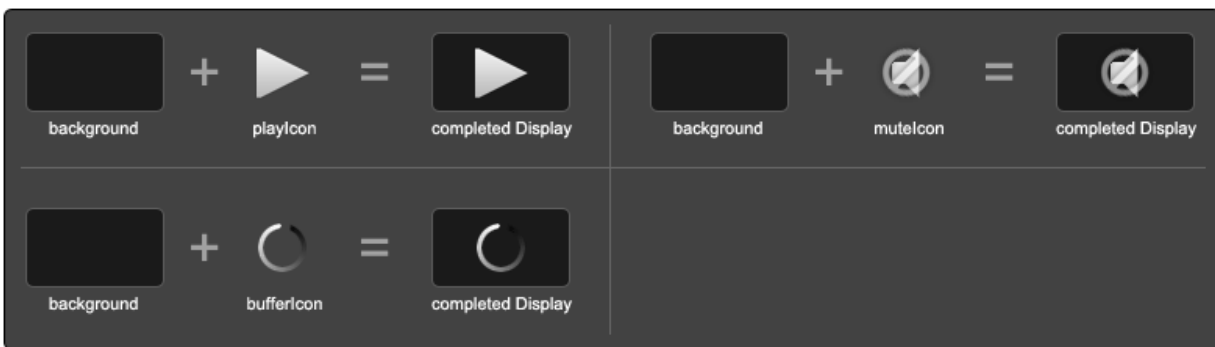 + = + =
background playIcon completed Display background muteIcon completed Display
+ =
background bufferIcon completed Display